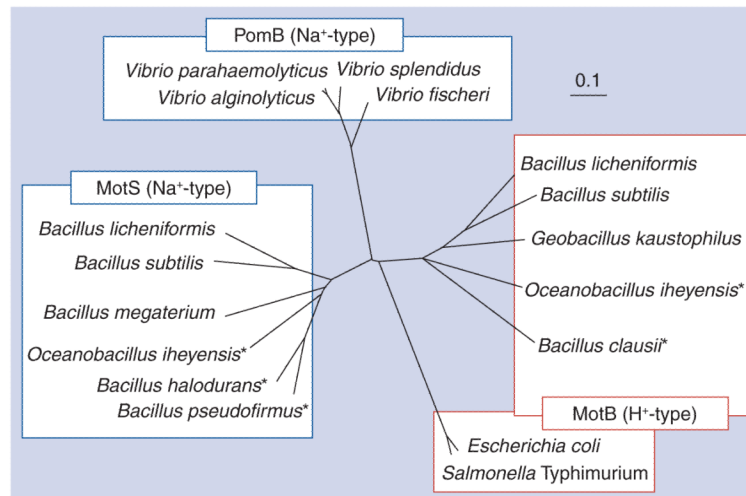 PomB (Na⁺-type)
Vibrio parahaemolyticus Vibrio splendidus
Vibrio alginolyticus Vibrio fischeri
0.1
MotS (Na⁺-type)
Bacillus licheniformis
Bacillus subtilis
Bacillus megaterium
Oceanobacillus iheyensis*
Bacillus halodurans*
Bacillus pseudofirmus*
Bacillus licheniformis
Bacillus subtilis
Geobacillus kaustophilus
Oceanobacillus iheyensis*
Bacillus clausii*
MotB (H⁺-type)
Escherichia coli
Salmonella Typhimurium